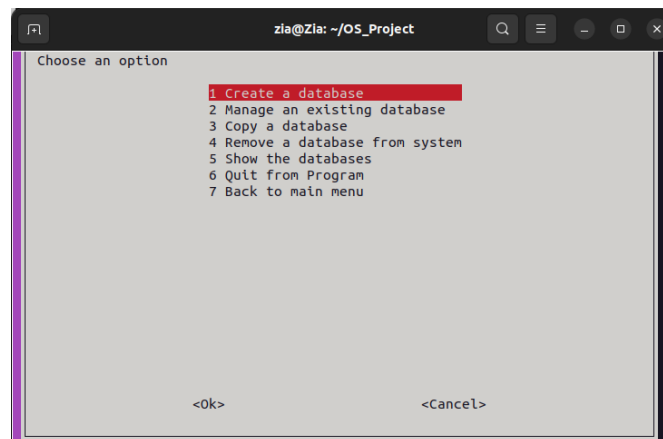 zia@Zia: ~/OS_Project
Choose an option
1 Create a database
2 Manage an existing database
3 Copy a database
4 Remove a database from system
5 Show the databases
6 Quit from Program
7 Back to main menu
<Ok> <Cancel>